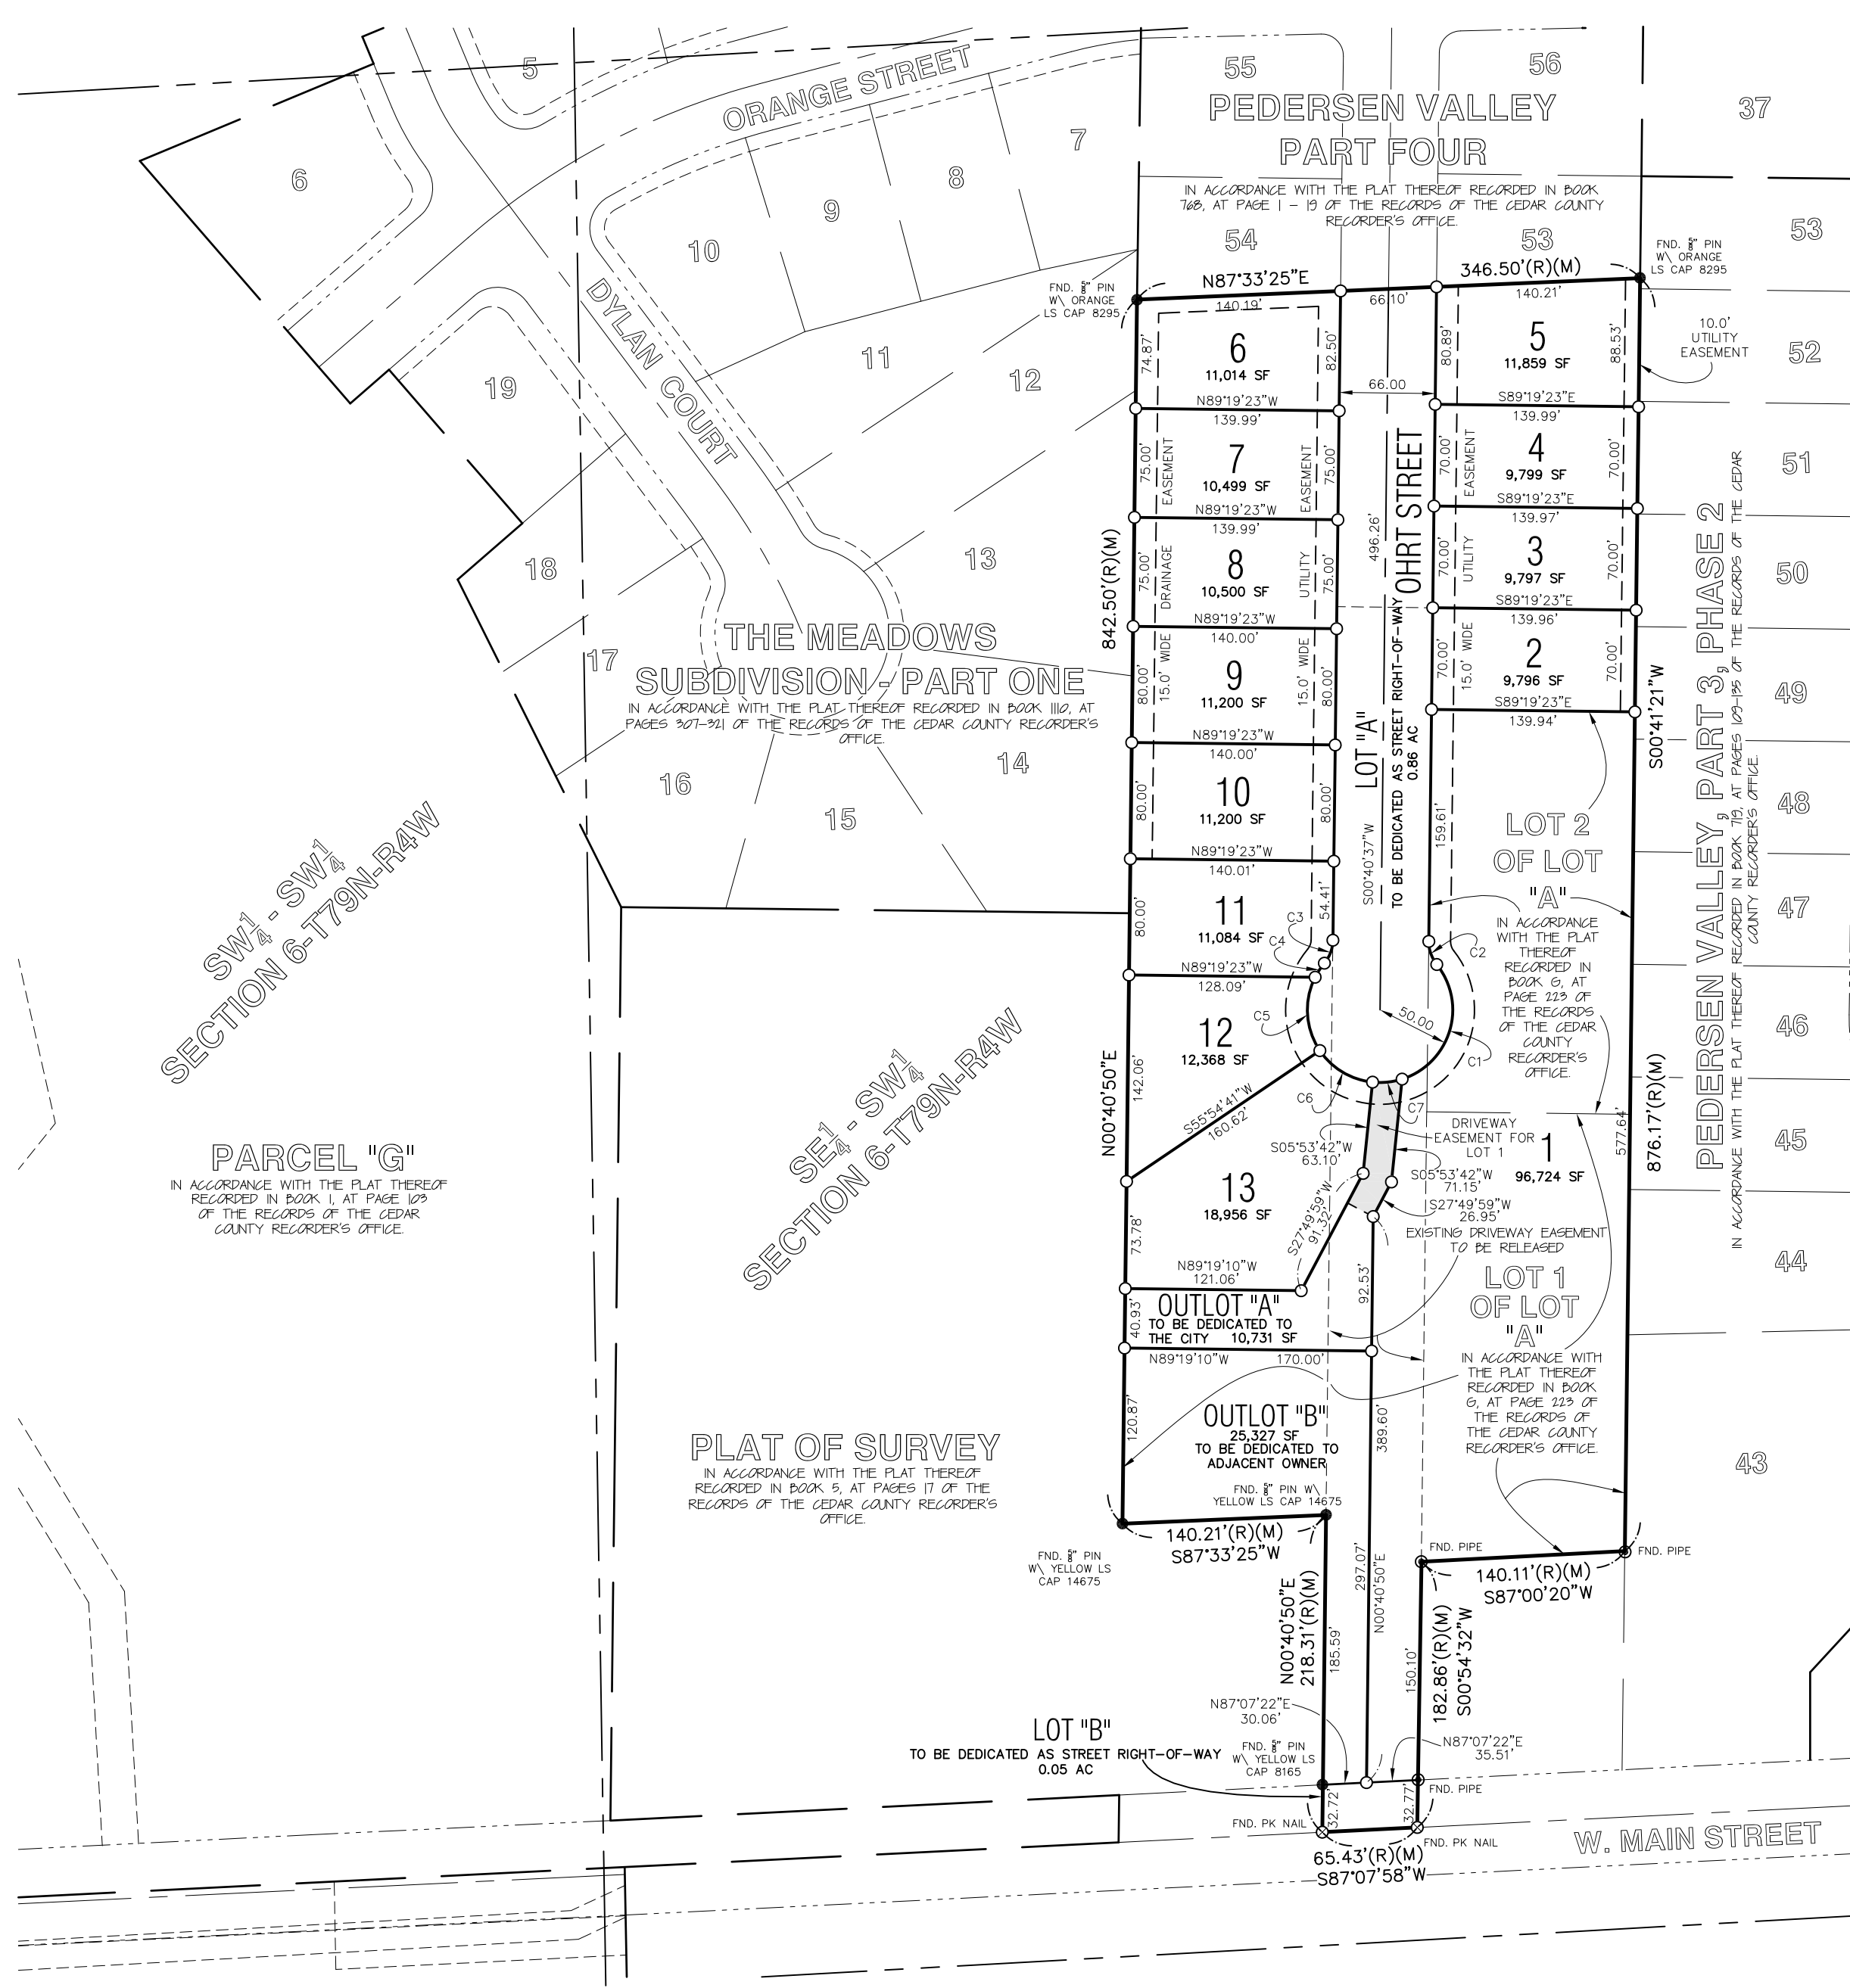 5
ORANGE STREET
6
7
8
9
10
DYLAN COURT
11
12
13
19
18
17
16
15
14
THE MEADOWS
SUBDIVISION - PART ONE
IN ACCORDANCE WITH THE PLAT THEREOF RECORDED IN BOOK 1110, AT
PAGES 307-321 OF THE RECORDS OF THE CEDAR COUNTY RECORDER'S
OFFICE.
55
56
PEDERSEN VALLEY
PART FOUR
IN ACCORDANCE WITH THE PLAT THEREOF RECORDED IN BOOK
768, AT PAGE 1 - 19 OF THE RECORDS OF THE CEDAR COUNTY
RECORDER'S OFFICE.
54
53
37
53
52
51
50
49
48
47
46
45
44
43
FND. 5/8" PIN
W\ ORANGE
LS CAP 8295
FND. 5/8" PIN
W\ ORANGE
LS CAP 8295
N87°33'25"E
346.50'(R)(M)
140.19'
66.10'
140.21'
10.0'
UTILITY
EASEMENT
6
11,014 SF
74.87'
82.50'
N89°19'23"W
139.99'
7
10,499 SF
75.00'
75.00'
N89°19'23"W
139.99'
8
10,500 SF
75.00'
75.00'
N89°19'23"W
140.00'
9
11,200 SF
80.00'
80.00'
N89°19'23"W
140.00'
10
11,200 SF
80.00'
80.00'
N89°19'23"W
140.01'
11
11,084 SF
80.00'
54.41'
N89°19'23"W
128.09'
12
12,368 SF
142.06'
S55°54'41"W
160.62'
13
18,956 SF
73.78'
15.0' WIDE
DRAINAGE
EASEMENT
15.0' WIDE
UTILITY
EASEMENT
842.50'(R)(M)
N00°40'50"E
5
11,859 SF
80.89'
88.53'
S89°19'23"E
139.99'
4
9,799 SF
70.00'
70.00'
S89°19'23"E
139.97'
3
9,797 SF
70.00'
70.00'
S89°19'23"E
139.96'
2
9,796 SF
70.00'
70.00'
S89°19'23"E
139.94'
15.0' WIDE
UTILITY
EASEMENT
66.00
496.26'
S00°40'37"W
OHRT STREET
LOT "A"
TO BE DEDICATED AS STREET RIGHT-OF-WAY
0.86 AC
159.61'
C3
C4
C2
C5
50.00
C1
C6
C7
LOT 2
OF LOT
"A"
IN ACCORDANCE
WITH THE PLAT
THEREOF
RECORDED IN
BOOK G, AT
PAGE 223 OF
THE RECORDS
OF THE CEDAR
COUNTY
RECORDER'S
OFFICE.
S00°41'21"W
876.17'(R)(M)
577.64'
PEDERSEN VALLEY, PART 3, PHASE 2
IN ACCORDANCE WITH THE PLAT THEREOF RECORDED IN BOOK 719, AT PAGES 109-135 OF THE RECORDS OF THE CEDAR
COUNTY RECORDER'S OFFICE.
DRIVEWAY
EASEMENT FOR
LOT 1
1
96,724 SF
S05°53'42"W
63.10'
S05°53'42"W
71.15'
S27°49'59"W
26.95'
S27°49'59"W
91.32'
EXISTING DRIVEWAY EASEMENT
TO BE RELEASED
92.53'
N89°19'10"W
121.06'
OUTLOT "A"
TO BE DEDICATED TO
THE CITY 10,731 SF
40.93'
N89°19'10"W 170.00'
LOT 1
OF LOT
"A"
IN ACCORDANCE WITH
THE PLAT THEREOF
RECORDED IN BOOK
G, AT PAGE 223 OF
THE RECORDS OF
THE CEDAR COUNTY
RECORDER'S OFFICE.
120.87'
OUTLOT "B"
25,327 SF
TO BE DEDICATED TO
ADJACENT OWNER
389.60'
FND. 5/8" PIN W\
YELLOW LS CAP 14675
140.21'(R)(M)
S87°33'25"W
FND. 5/8" PIN
W\ YELLOW LS
CAP 14675
FND. PIPE
FND. PIPE
140.11'(R)(M)
S87°00'20"W
N00°40'50"E
218.31'(R)(M)
185.59'
297.07'
N00°40'50"E
150.10'
182.86'(R)(M)
S00°54'32"W
N87°07'22"E
30.06'
N87°07'22"E
35.51'
LOT "B"
TO BE DEDICATED AS STREET RIGHT-OF-WAY
0.05 AC
FND. 5/8" PIN
W\ YELLOW LS
CAP 8165
FND. PIPE
32.72'
32.77'
FND. PK NAIL
FND. PK NAIL
65.43'(R)(M)
S87°07'58"W
W. MAIN STREET
SW1/4 - SW1/4
SECTION 6-T79N-R4W
SE1/4 - SW1/4
SECTION 6-T79N-R4W
PARCEL "G"
IN ACCORDANCE WITH THE PLAT THEREOF
RECORDED IN BOOK 1, AT PAGE 103
OF THE RECORDS OF THE CEDAR
COUNTY RECORDER'S OFFICE.
PLAT OF SURVEY
IN ACCORDANCE WITH THE PLAT THEREOF
RECORDED IN BOOK 5, AT PAGES 17 OF THE
RECORDS OF THE CEDAR COUNTY RECORDER'S
OFFICE.